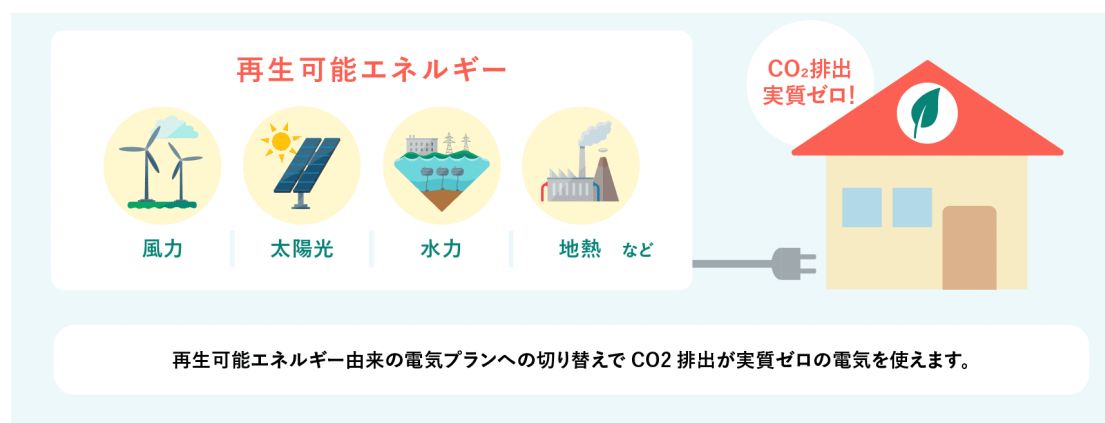 再生可能エネルギー
CO₂排出
実質ゼロ!
風力
太陽光
水力
地熱 など
再生可能エネルギー由来の電気プランへの切り替えで CO2 排出が実質ゼロの電気を使えます。